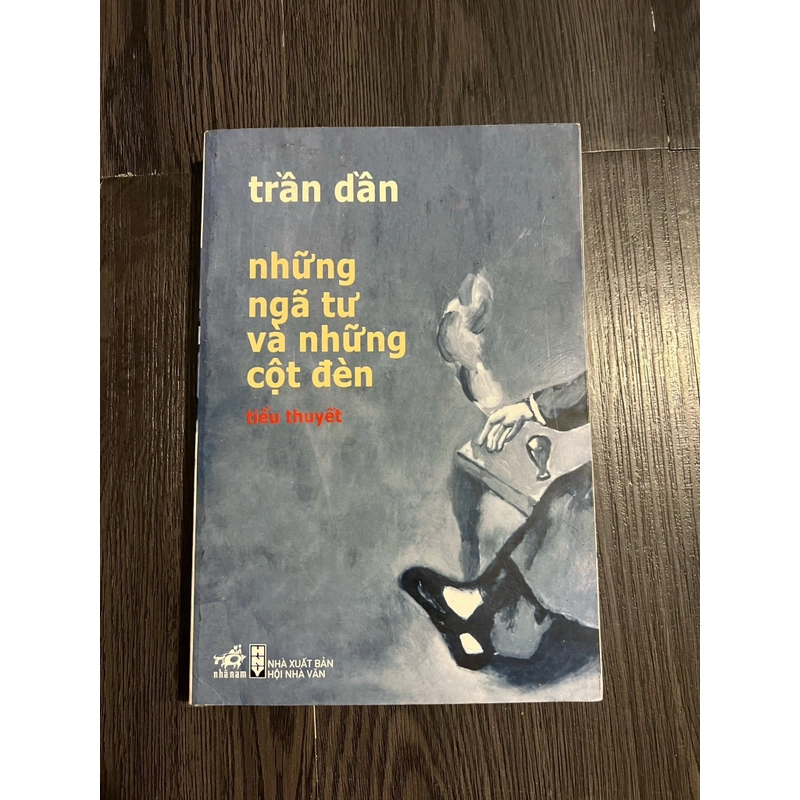 trần dần
những
ngã tư
và những
cột đèn
tiểu thuyết
nhã nam
HNV
NHÀ XUẤT BẢN
HỘI NHÀ VĂN